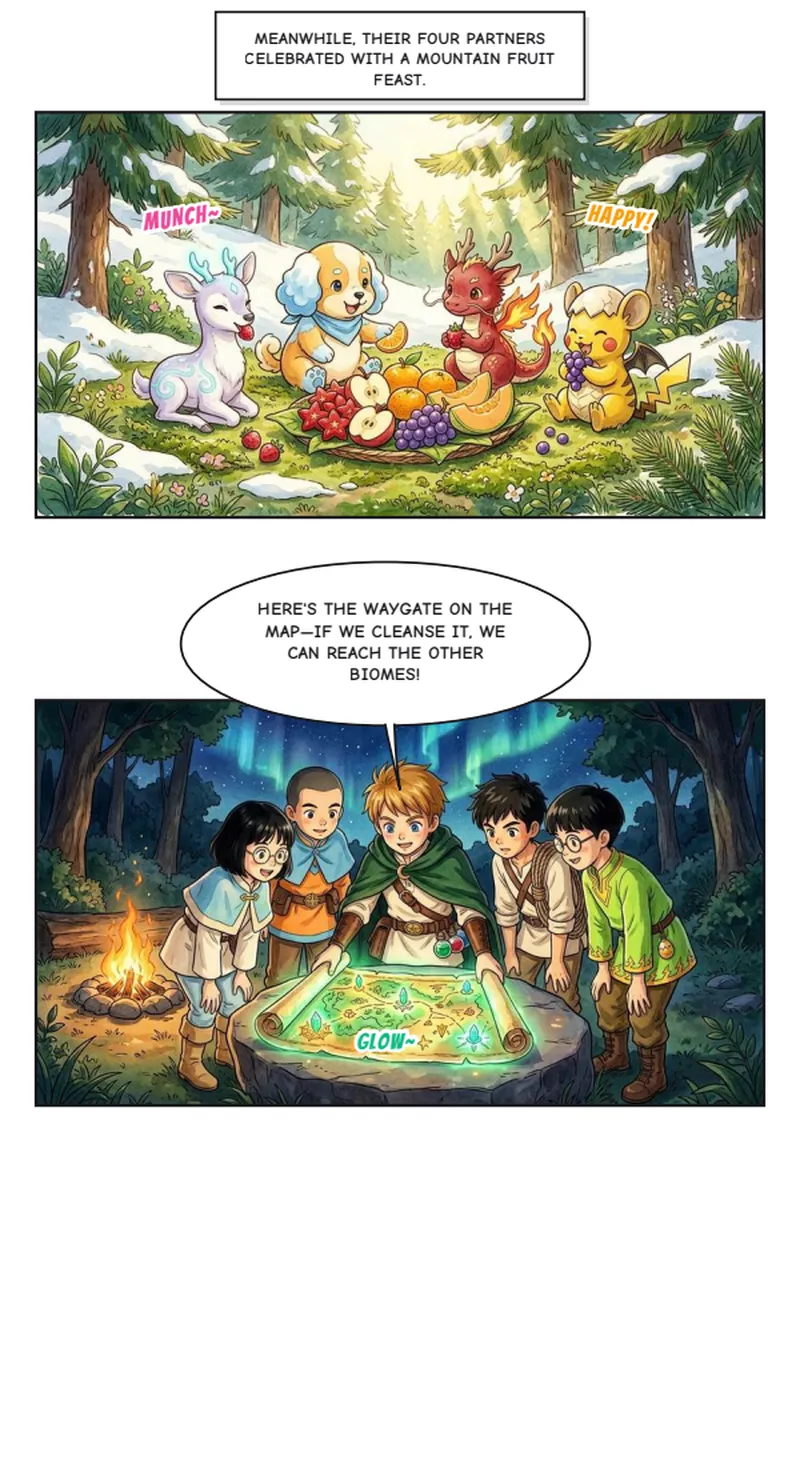 MEANWHILE, THEIR FOUR PARTNERS
CELEBRATED WITH A MOUNTAIN FRUIT
FEAST.
MUNCH~
HAPPY!
HERE'S THE WAYGATE ON THE
MAP—IF WE CLEANSE IT, WE
CAN REACH THE OTHER
BIOMES!
GLOW~